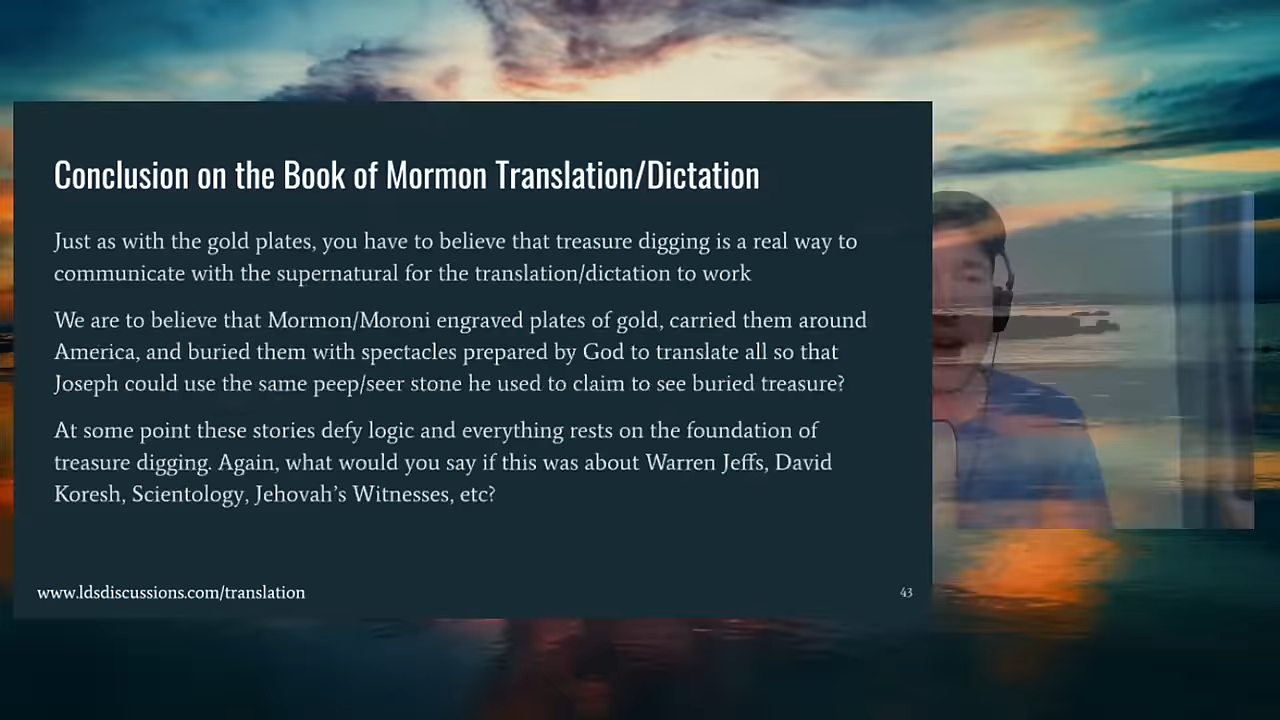 Conclusion on the Book of Mormon Translation/Dictation
Just as with the gold plates, you have to believe that treasure digging is a real way to
communicate with the supernatural for the translation/dictation to work
We are to believe that Mormon/Moroni engraved plates of gold, carried them around
America, and buried them with spectacles prepared by God to translate all so that
Joseph could use the same peep/seer stone he used to claim to see buried treasure?
At some point these stories defy logic and everything rests on the foundation of
treasure digging. Again, what would you say if this was about Warren Jeffs, David
Koresh, Scientology, Jehovah’s Witnesses, etc?
www.ldsdiscussions.com/translation
43